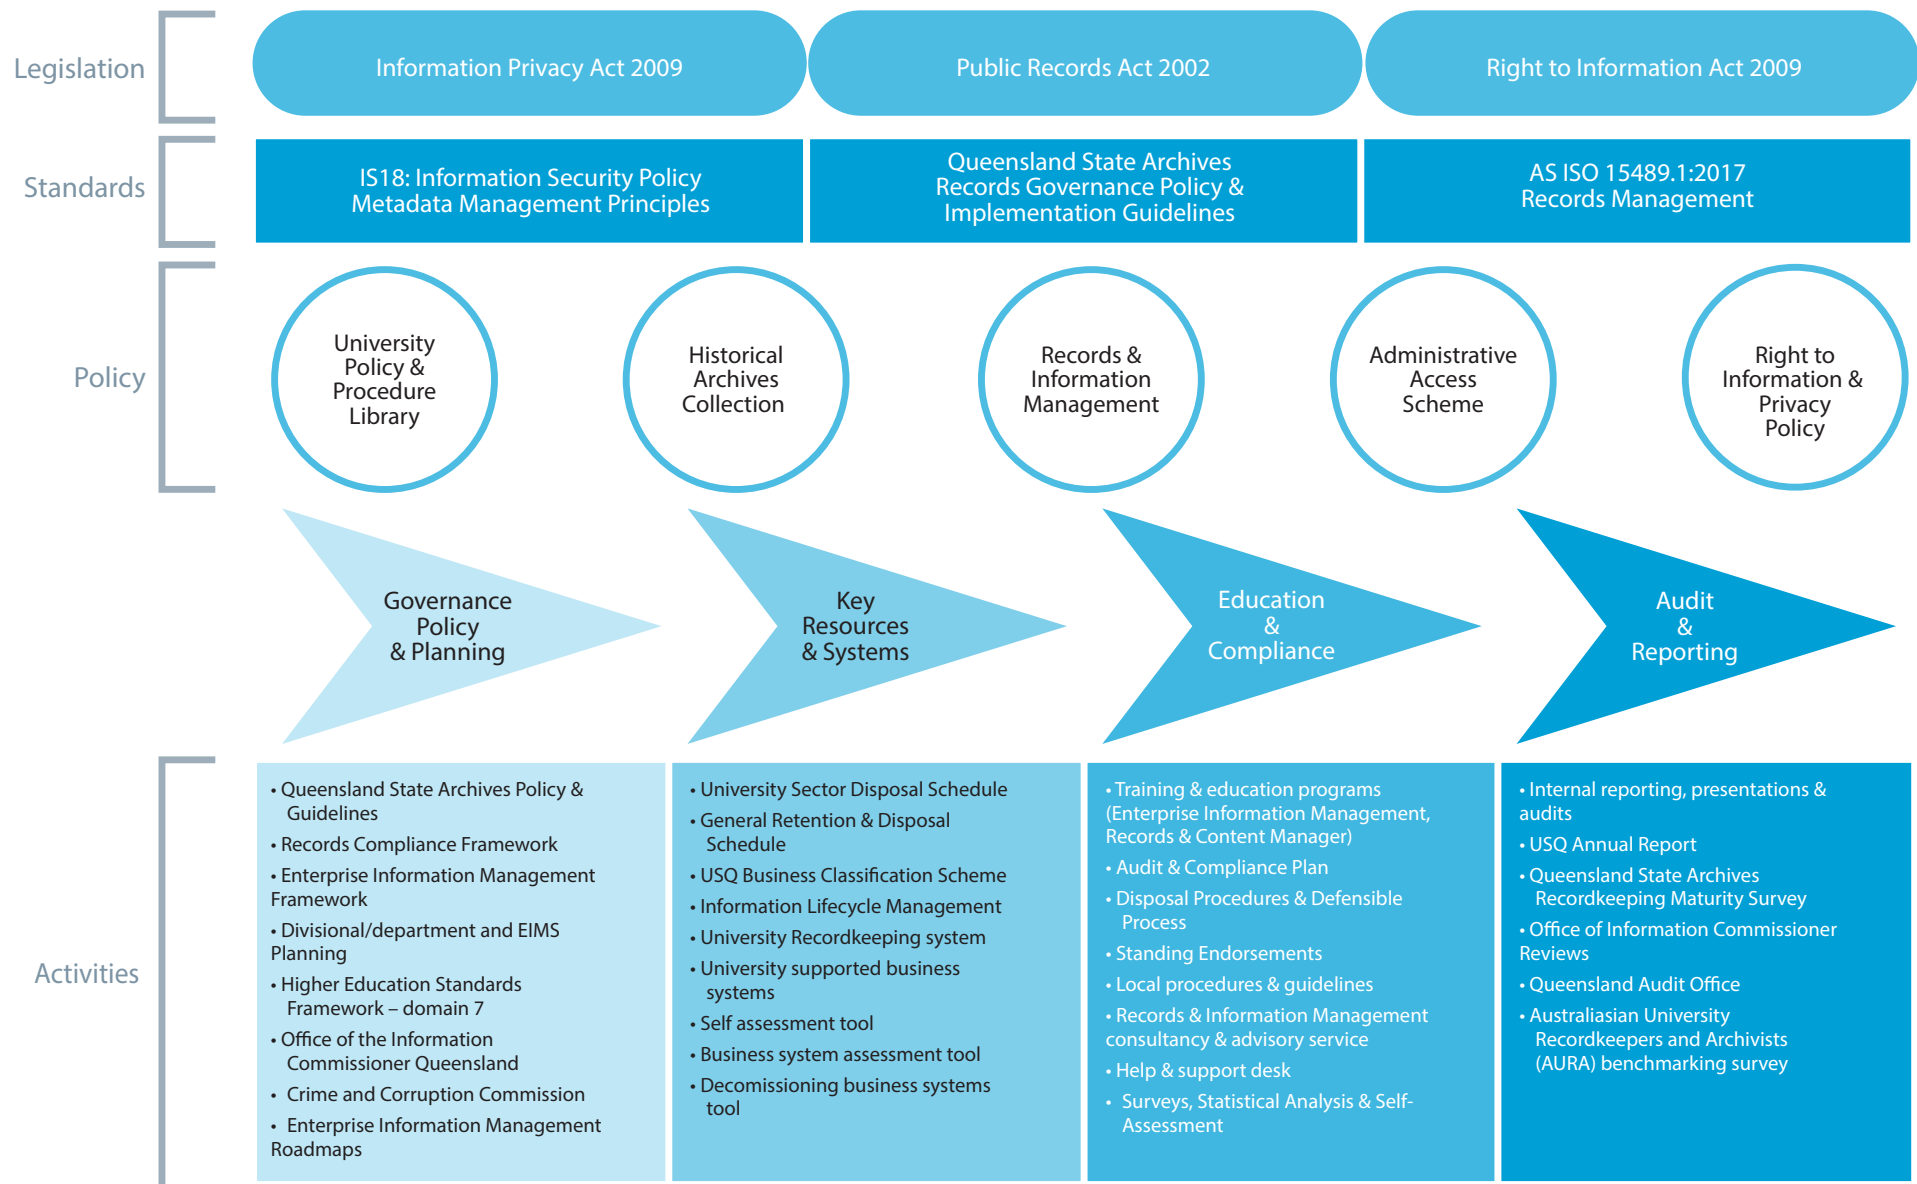 Legislation
Information Privacy Act 2009
Public Records Act 2002
Right to Information Act 2009
Standards
IS18: Information Security Policy
Metadata Management Principles
Queensland State Archives
Records Governance Policy &
Implementation Guidelines
AS ISO 15489.1:2017
Records Management
Policy
University
Policy &
Procedure
Library
Historical
Archives
Collection
Records &
Information
Management
Administrative
Access
Scheme
Right to
Information &
Privacy
Policy
Governance
Policy
& Planning
Key
Resources
& Systems
Education
&
Compliance
Audit
&
Reporting
Activities
• Queensland State Archives Policy &
Guidelines
• Records Compliance Framework
• Enterprise Information Management
Framework
• Divisional/department and EIMS
Planning
• Higher Education Standards
Framework – domain 7
• Office of the Information
Commissioner Queensland
• Crime and Corruption Commission
• Enterprise Information Management
Roadmaps
• University Sector Disposal Schedule
• General Retention & Disposal
Schedule
• USQ Business Classification Scheme
• Information Lifecycle Management
• University Recordkeeping system
• University supported business
systems
• Self assessment tool
• Business system assessment tool
• Decomissioning business systems
tool
• Training & education programs
(Enterprise Information Management,
Records & Content Manager)
• Audit & Compliance Plan
• Disposal Procedures & Defensible
Process
• Standing Endorsements
• Local procedures & guidelines
• Records & Information Management
consultancy & advisory service
• Help & support desk
• Surveys, Statistical Analysis & Self-
Assessment
• Internal reporting, presentations &
audits
• USQ Annual Report
• Queensland State Archives
Recordkeeping Maturity Survey
• Office of Information Commissioner
Reviews
• Queensland Audit Office
• Australiasian University
Recordkeepers and Archivists
(AURA) benchmarking survey